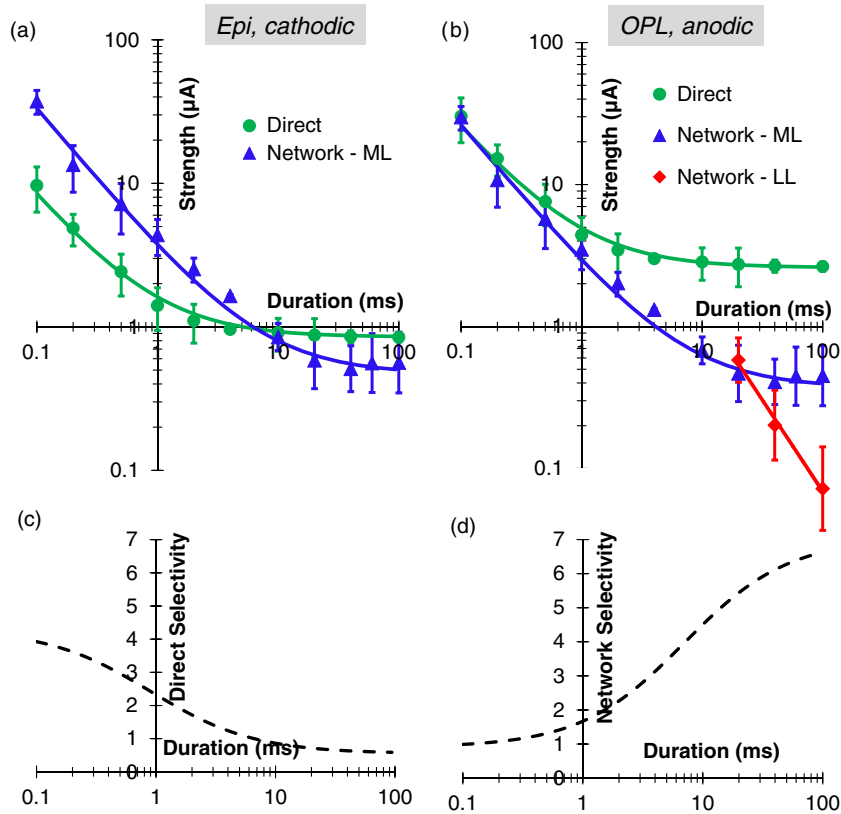 (a)
Epi, cathodic
100
Strength (µA)
Direct
Network - ML
10
Duration (ms)
1
0.1
10
100
0.1
(b)
OPL, anodic
100
Strength (µA)
Direct
Network - ML
Network - LL
10
Duration (ms)
1
0.1
10
100
0.1
(c)
7
6
5
4
3
2
1
0
Direct Selectivity
Duration (ms)
0.1
1
10
100
(d)
7
6
5
4
3
2
1
0
Network Selectivity
Duration (ms)
0.1
1
10
100